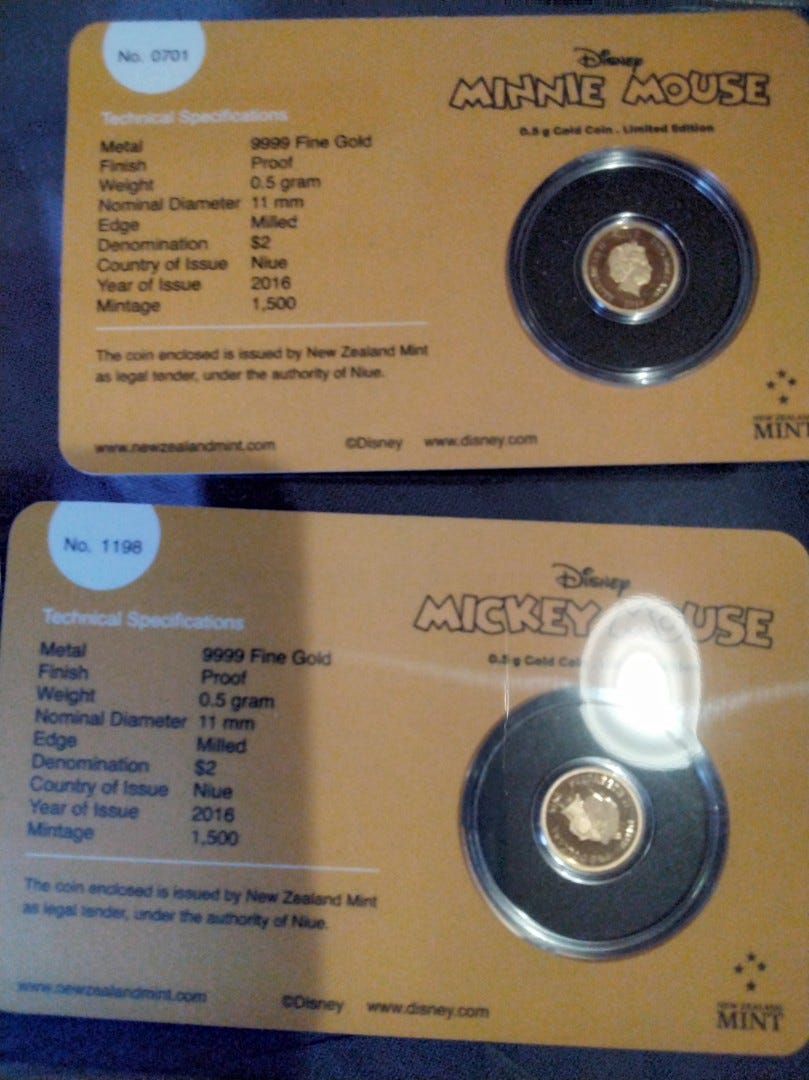 No. 0701
Disney
MINNIE MOUSE
0.5 g Gold Coin . Limited Edition
Technical Specifications
Metal 9999 Fine Gold
Finish Proof
Weight 0.5 gram
Nominal Diameter 11 mm
Edge Milled
Denomination $2
Country of Issue Niue
Year of Issue 2016
Mintage 1,500
The coin enclosed is issued by New Zealand Mint
as legal tender, under the authority of Niue.
www.newzealandmint.com ©Disney www.disney.com
NEW ZEALAND
MINT
No. 1198
Disney
MICKEY MOUSE
0.5 g Gold
Technical Specifications
Metal 9999 Fine Gold
Finish Proof
Weight 0.5 gram
Nominal Diameter 11 mm
Edge Milled
Denomination $2
Country of Issue Niue
Year of Issue 2016
Mintage 1,500
The coin enclosed is issued by New Zealand Mint
as legal tender, under the authority of Niue.
www.newzealandmint.com ©Disney www.disney.com
NEW ZEALAND
MINT